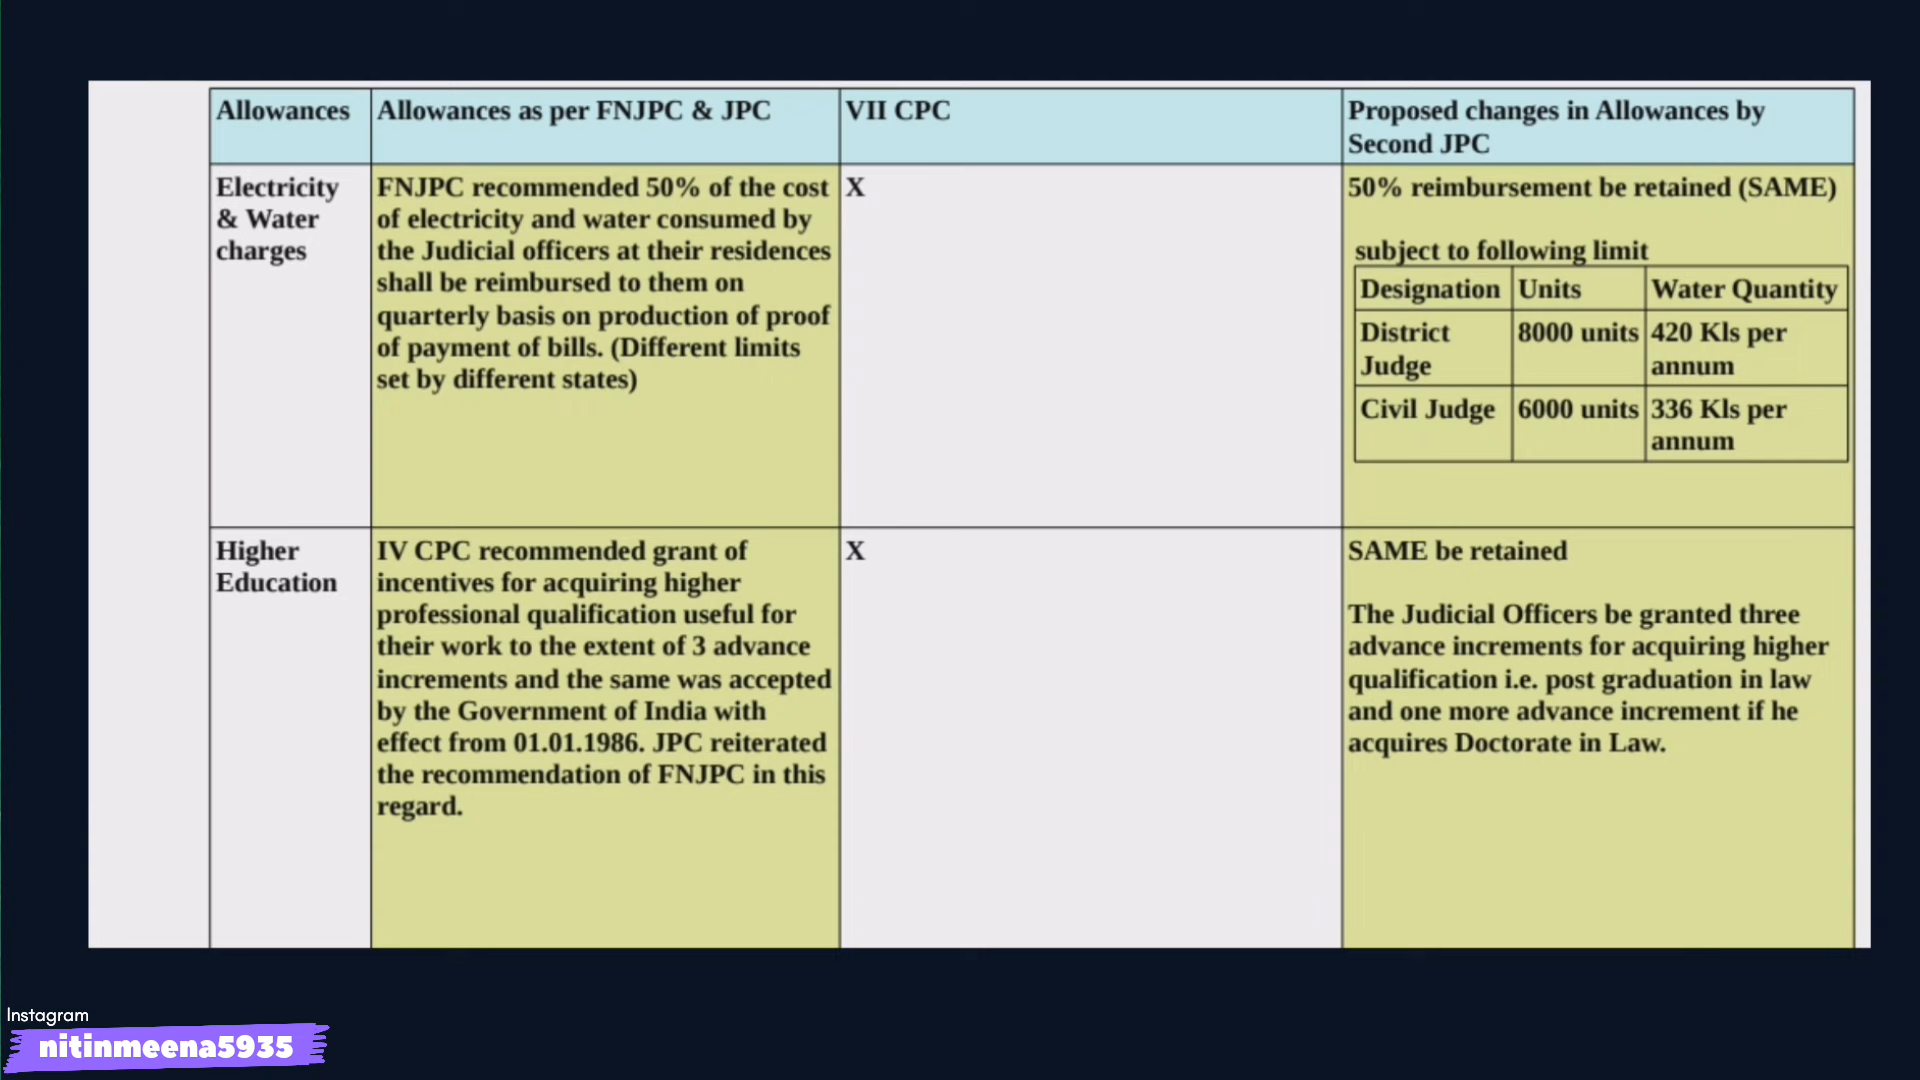 Allowances
Allowances as per FNJPC & JPC
VII CPC
Proposed changes in Allowances by
Second JPC
Electricity
& Water
charges
FNJPC recommended 50% of the cost
of electricity and water consumed by
the Judicial officers at their residences
shall be reimbursed to them on
quarterly basis on production of proof
of payment of bills. (Different limits
set by different states)
X
50% reimbursement be retained (SAME)
subject to following limit
Designation
Units
Water Quantity
District
Judge
8000 units
420 Kls per
annum
Civil Judge
6000 units
336 Kls per
annum
Higher
Education
IV CPC recommended grant of
incentives for acquiring higher
professional qualification useful for
their work to the extent of 3 advance
increments and the same was accepted
by the Government of India with
effect from 01.01.1986. JPC reiterated
the recommendation of FNJPC in this
regard.
X
SAME be retained
The Judicial Officers be granted three
advance increments for acquiring higher
qualification i.e. post graduation in law
and one more advance increment if he
acquires Doctorate in Law.
Instagram
nitinmeena5935